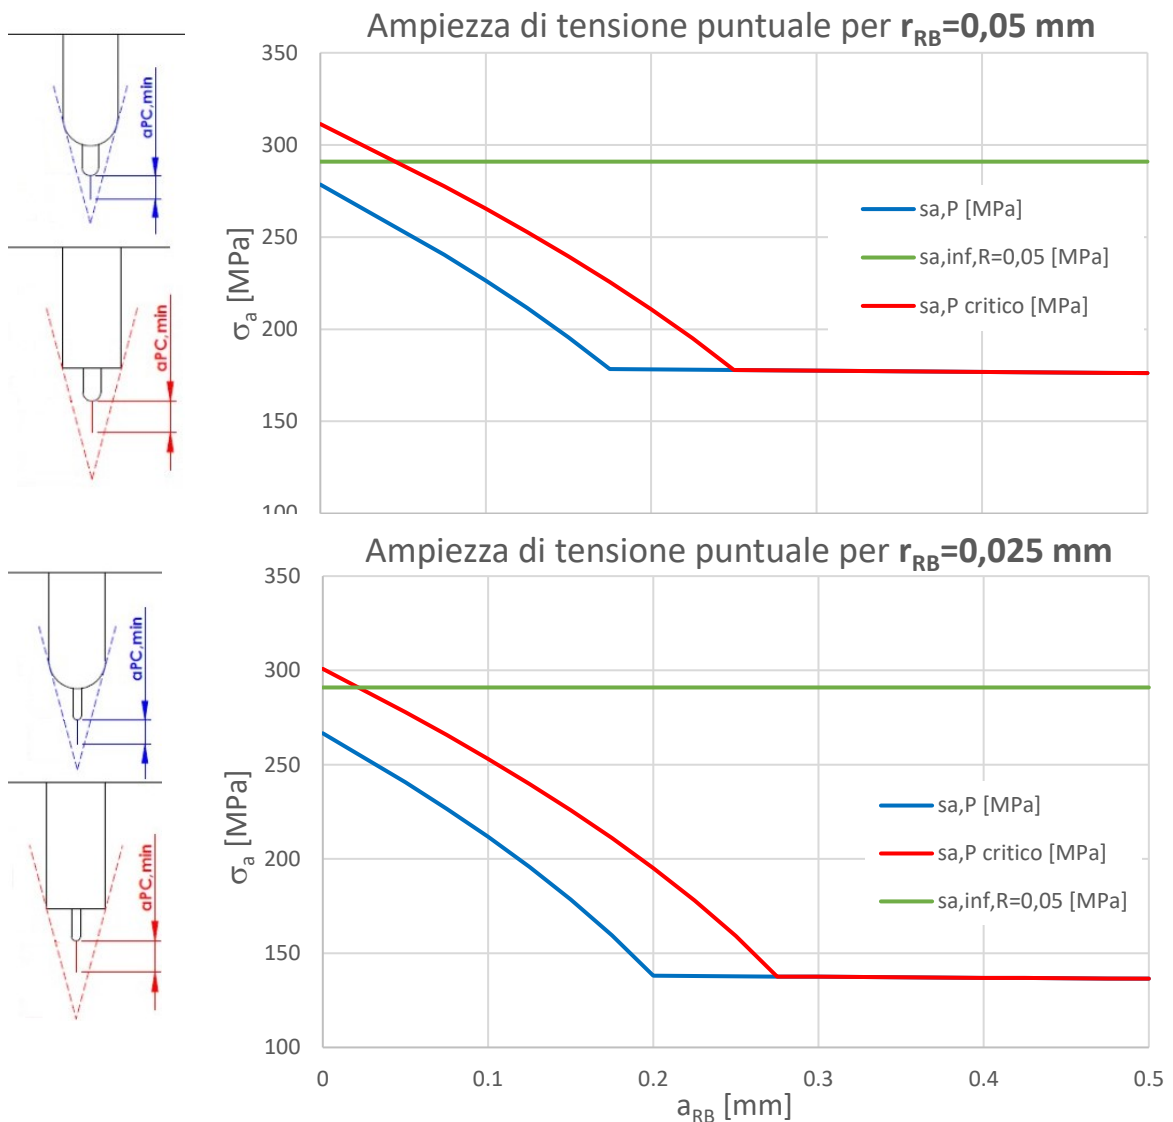 Ampiezza di tensione puntuale per rRB=0,05 mm
aPC,min
aPC,min
350
300
250
200
150
100
σa [MPa]
sa,P [MPa]
sa,inf,R=0,05 [MPa]
sa,P critico [MPa]
Ampiezza di tensione puntuale per rRB=0,025 mm
aPC,min
aPC,min
350
300
250
200
150
100
σa [MPa]
sa,P [MPa]
sa,P critico [MPa]
sa,inf,R=0,05 [MPa]
0 0.1 0.2 0.3 0.4 0.5
aRB [mm]